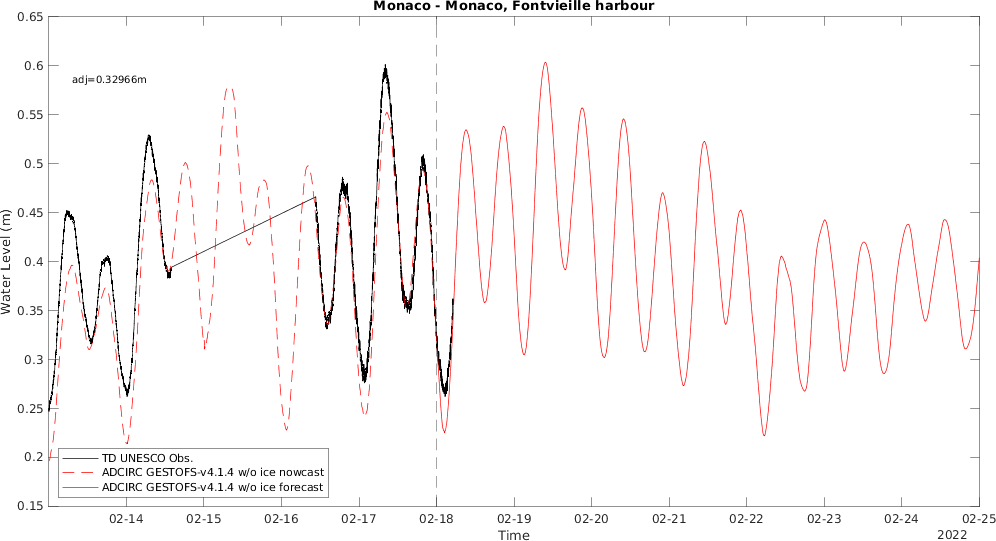 Monaco - Monaco, Fontvieille harbour
0.65
0.6
adj=0.32966m
0.55
0.5
0.45
Water Level (m)
0.4
0.35
0.3
0.25
0.2
0.15
TD UNESCO Obs.
ADCIRC GESTOFS-v4.1.4 w/o ice nowcast
ADCIRC GESTOFS-v4.1.4 w/o ice forecast
02-14 02-15 02-16 02-17 02-18 02-19 02-20 02-21 02-22 02-23 02-24 02-25
Time
2022